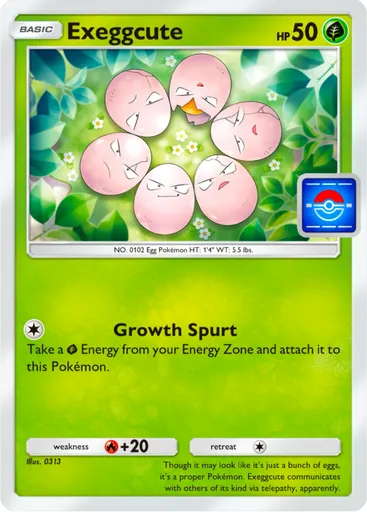 BASIC Exeggcute HP 50
NO. 0102 Egg Pokémon HT: 1'4" WT: 5.5 lbs.
Growth Spurt
Take a Energy from your Energy Zone and attach it to
this Pokémon.
weakness +20 retreat
Illus. 0313
Though it may look like it's just a bunch of eggs,
it's a proper Pokémon. Exeggcute communicates
with others of its kind via telepathy, apparently.